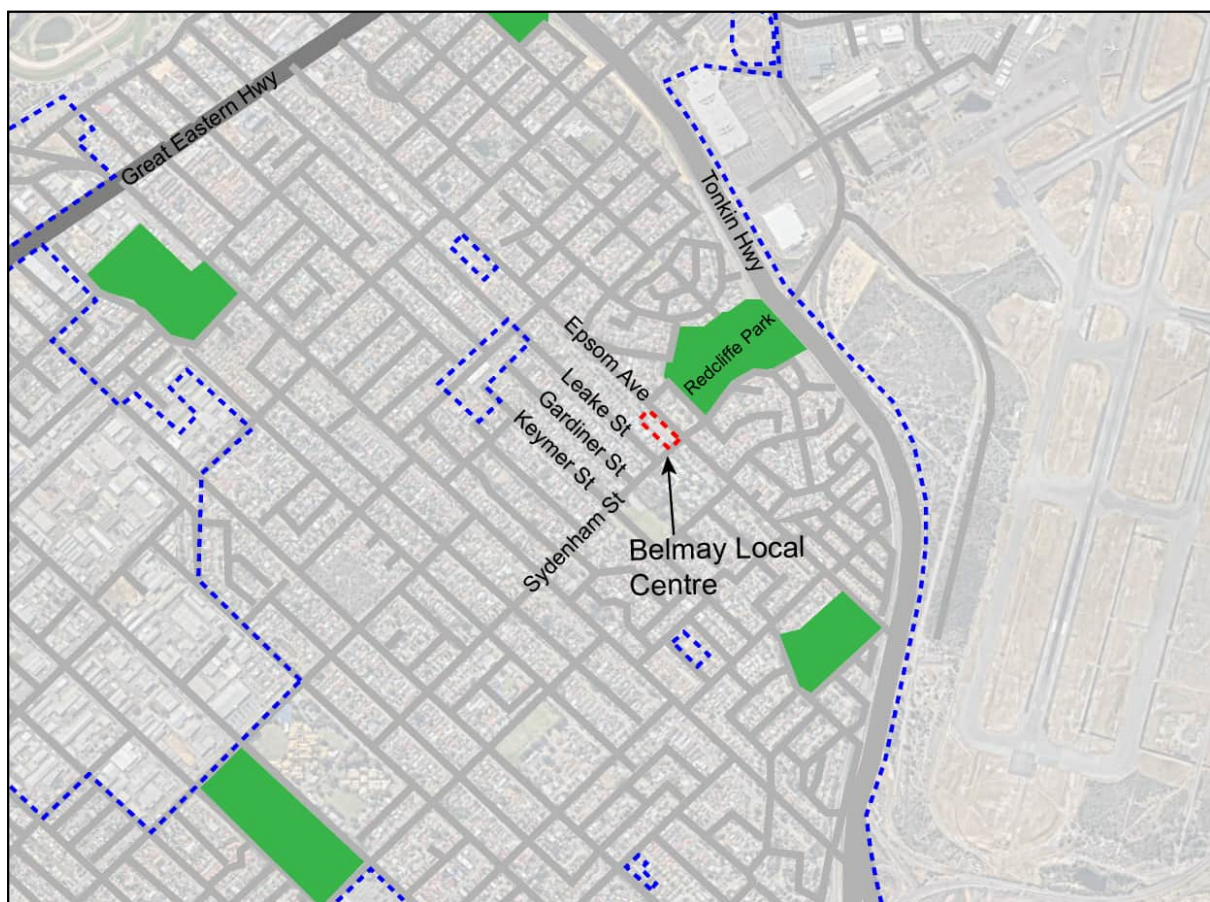 Great Eastern Hwy
Tonkin Hwy
Redcliffe Park
Epsom Ave
Leake St
Gardiner St
Keymer St
Sydenham St
Belmay Local
Centre